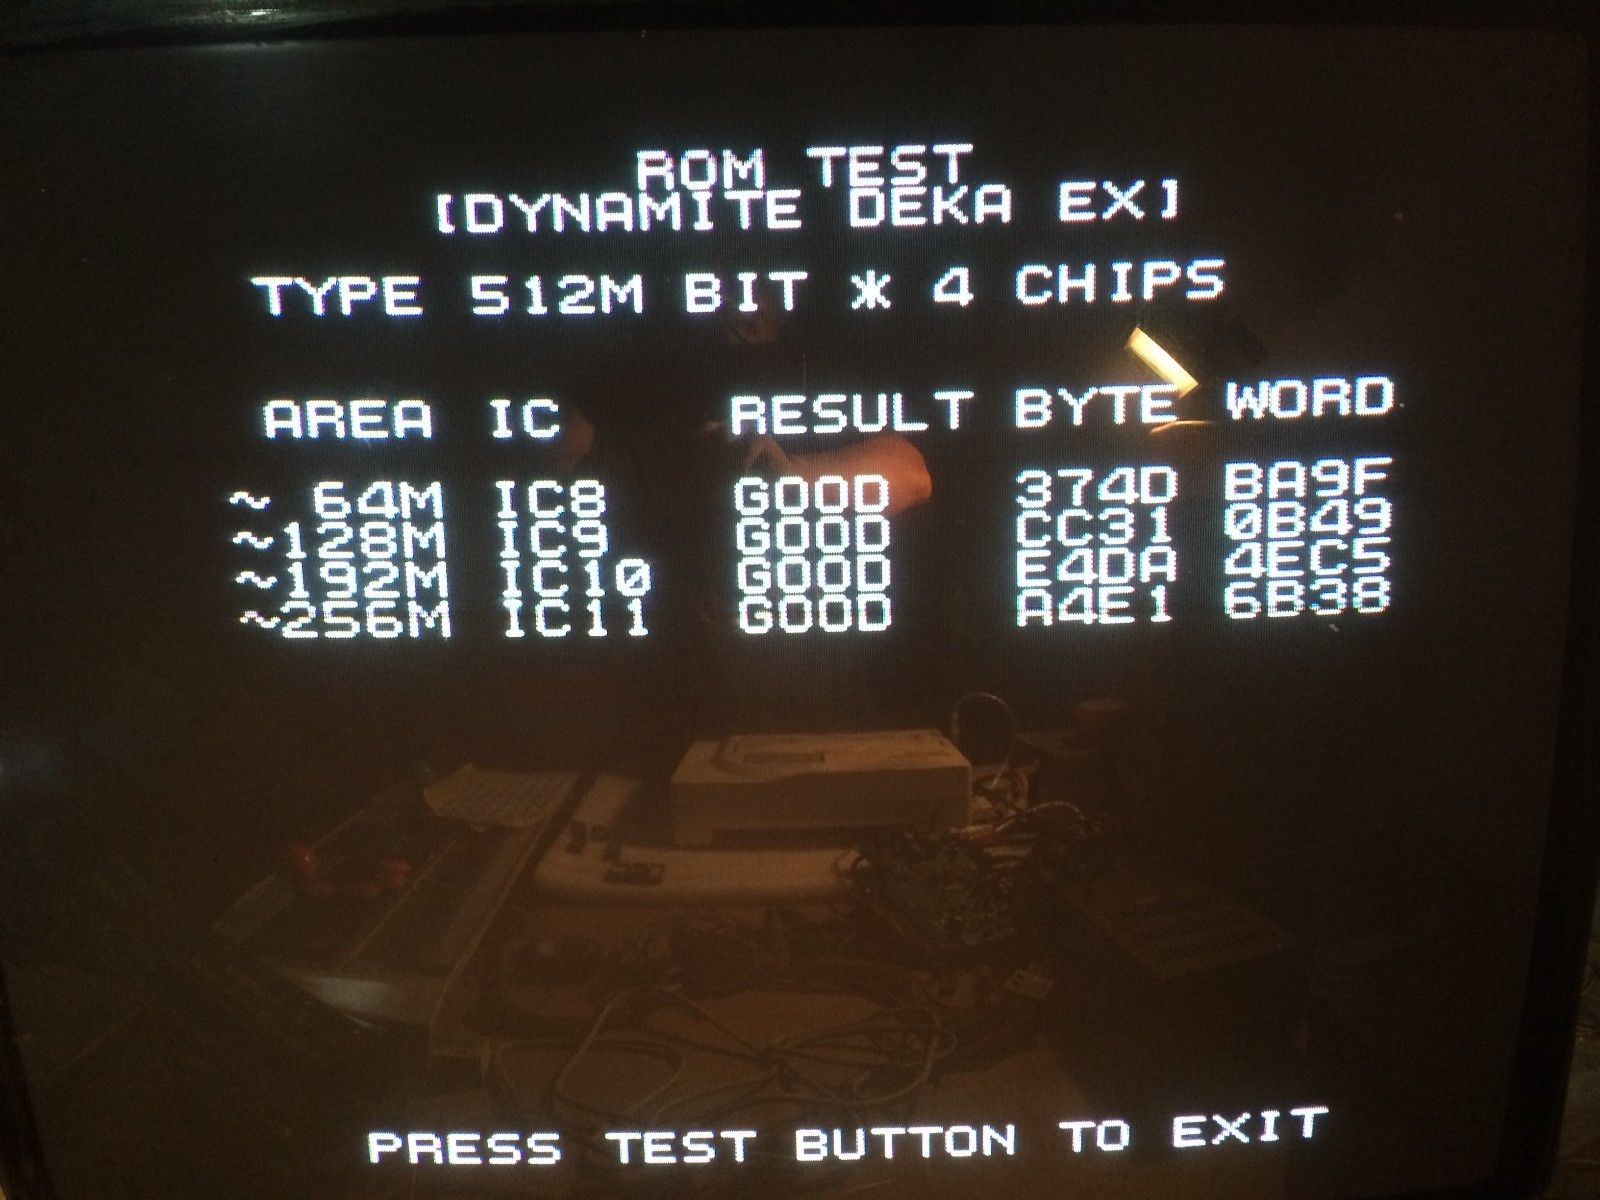 ROM TEST
[DYNAMITE DEKA EX]
TYPE 512M BIT * 4 CHIPS
AREA IC RESULT BYTE WORD
~ 64M IC8 GOOD 374D BA9F
~128M IC9 GOOD CC31 0B49
~192M IC10 GOOD E4DA 4EC5
~256M IC11 GOOD A4E1 6B38
PRESS TEST BUTTON TO EXIT